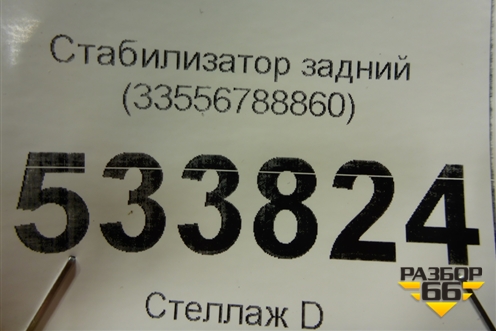 Стабилизатор задний
(33556788860)
533824
Стеллаж D
РАЗБОР
66